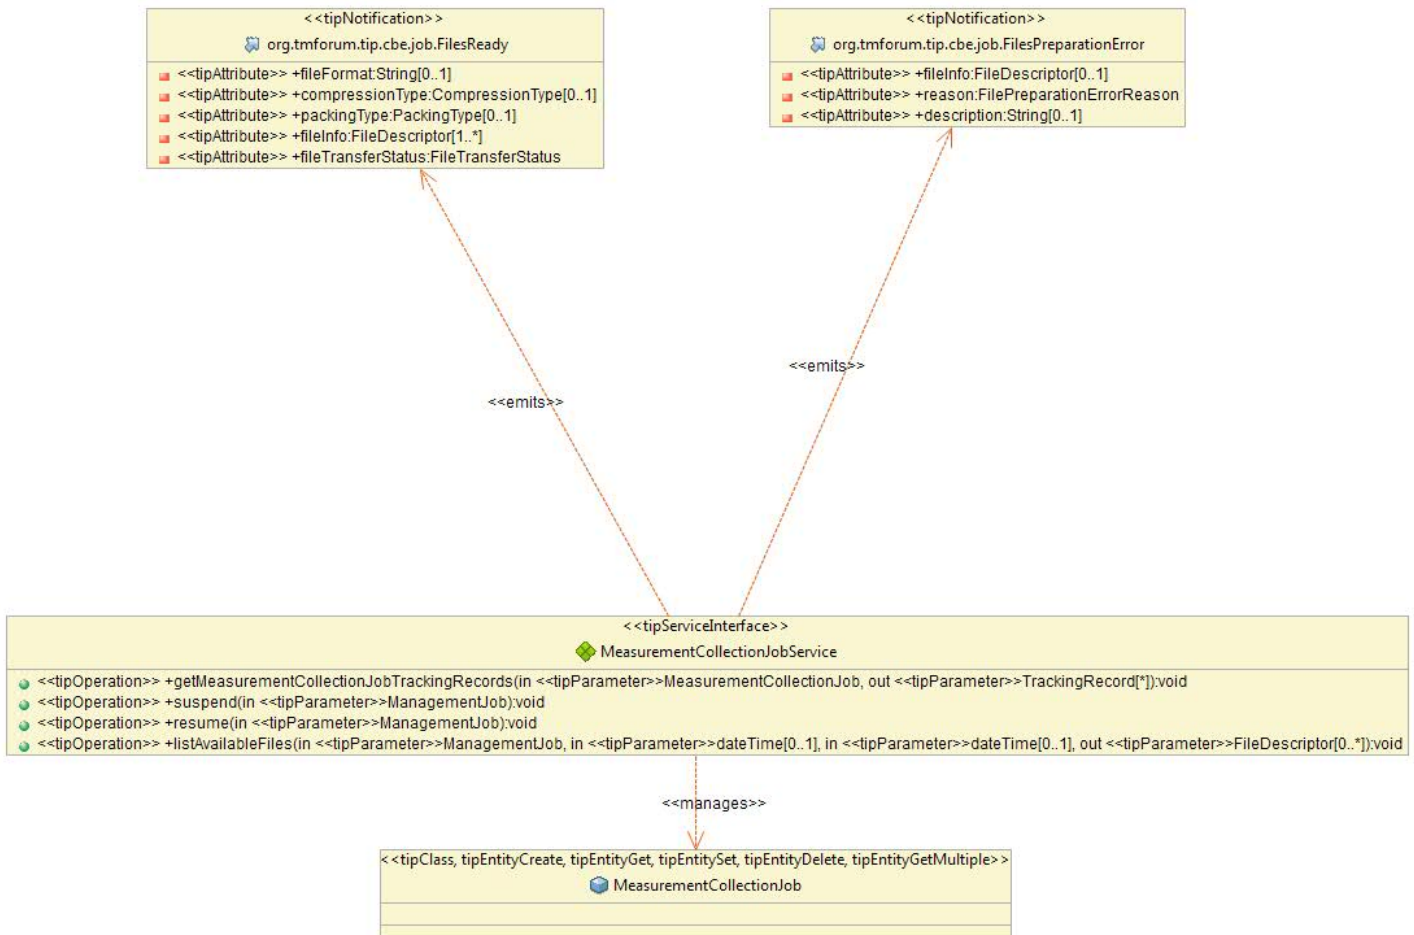 <<tipNotification>>
org.tmforum.tip.cbe.job.FilesReady
<<tipAttribute>> +fileFormat:String[0..1]
<<tipAttribute>> +compressionType:CompressionType[0..1]
<<tipAttribute>> +packingType:PackingType[0..1]
<<tipAttribute>> +fileInfo:FileDescriptor[1..*]
<<tipAttribute>> +fileTransferStatus:FileTransferStatus
<<tipNotification>>
org.tmforum.tip.cbe.job.FilesPreparationError
<<tipAttribute>> +fileInfo:FileDescriptor[0..1]
<<tipAttribute>> +reason:FilePreparationErrorReason
<<tipAttribute>> +description:String[0..1]
<<emits>>
<<emits>>
<<tipServiceInterface>>
MeasurementCollectionJobService
<<tipOperation>> +getMeasurementCollectionJobTrackingRecords(in <<tipParameter>>MeasurementCollectionJob, out <<tipParameter>>TrackingRecord[*]):void
<<tipOperation>> +suspend(in <<tipParameter>>ManagementJob):void
<<tipOperation>> +resume(in <<tipParameter>>ManagementJob):void
<<tipOperation>> +listAvailableFiles(in <<tipParameter>>ManagementJob, in <<tipParameter>>dateTime[0..1], in <<tipParameter>>dateTime[0..1], out <<tipParameter>>FileDescriptor[0..*]):void
<<manages>>
<<tipClass, tipEntityCreate, tipEntityGet, tipEntitySet, tipEntityDelete, tipEntityGetMultiple>>
MeasurementCollectionJob